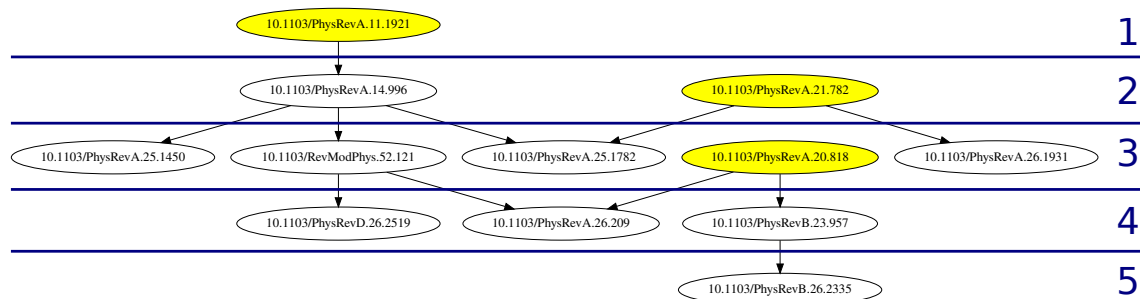 10.1103/PhysRevA.11.1921
1
10.1103/PhysRevA.14.996
10.1103/PhysRevA.21.782
2
10.1103/PhysRevA.25.1450
10.1103/RevModPhys.52.121
10.1103/PhysRevA.25.1782
10.1103/PhysRevA.20.818
10.1103/PhysRevA.26.1931
3
10.1103/PhysRevD.26.2519
10.1103/PhysRevA.26.209
10.1103/PhysRevB.23.957
4
10.1103/PhysRevB.26.2335
5